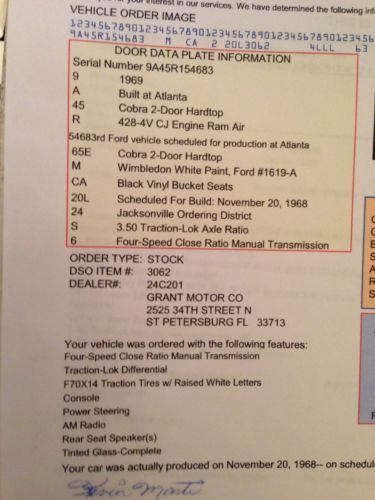 your interest in our services. We have determined the following
VEHICLE ORDER IMAGE
123456789012345678901234567890123456789012345678901234567890123456
9A45R154683 M CA 2 20L3062 4LLL 63
DOOR DATA PLATE INFORMATION
Serial Number 9A45R154683
9 1969
A Built at Atlanta
45 Cobra 2-Door Hardtop
R 428-4V CJ Engine Ram Air
54683rd Ford vehicle scheduled for production at Atlanta
65E Cobra 2-Door Hardtop
M Wimbledon White Paint, Ford #1619-A
CA Black Vinyl Bucket Seats
20L Scheduled For Build: November 20, 1968
24 Jacksonville Ordering District
S 3.50 Traction-Lok Axle Ratio
6 Four-Speed Close Ratio Manual Transmission
ORDER TYPE: STOCK
DSO ITEM #: 3062
DEALER#: 24C201
GRANT MOTOR CO
2525 34TH STREET N
ST PETERSBURG FL 33713
Your vehicle was ordered with the following features:
Four-Speed Close Ratio Manual Transmission
Traction-Lok Differential
F70X14 Traction Tires w/ Raised White Letters
Console
Power Steering
AM Radio
Rear Seat Speaker(s)
Tinted Glass-Complete
Your car was actually produced on November 20, 1968-- on schedul
Kevin Marti